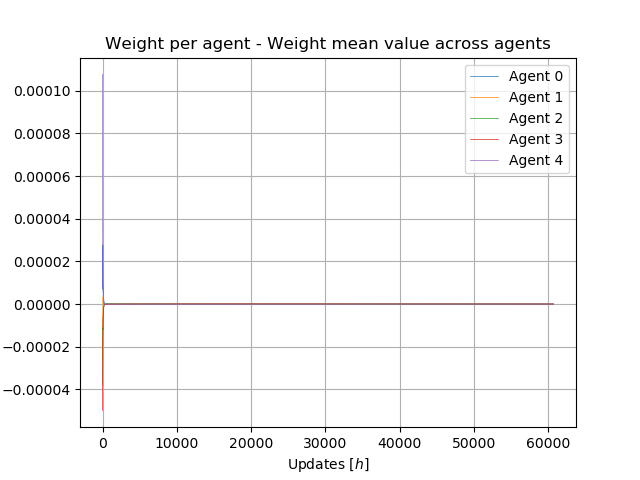 Weight per agent - Weight mean value across agents
Agent 0
Agent 1
Agent 2
Agent 3
Agent 4
0.00010
0.00008
0.00006
0.00004
0.00002
0.00000
−0.00002
−0.00004
0 10000 20000 30000 40000 50000 60000
Updates [h]